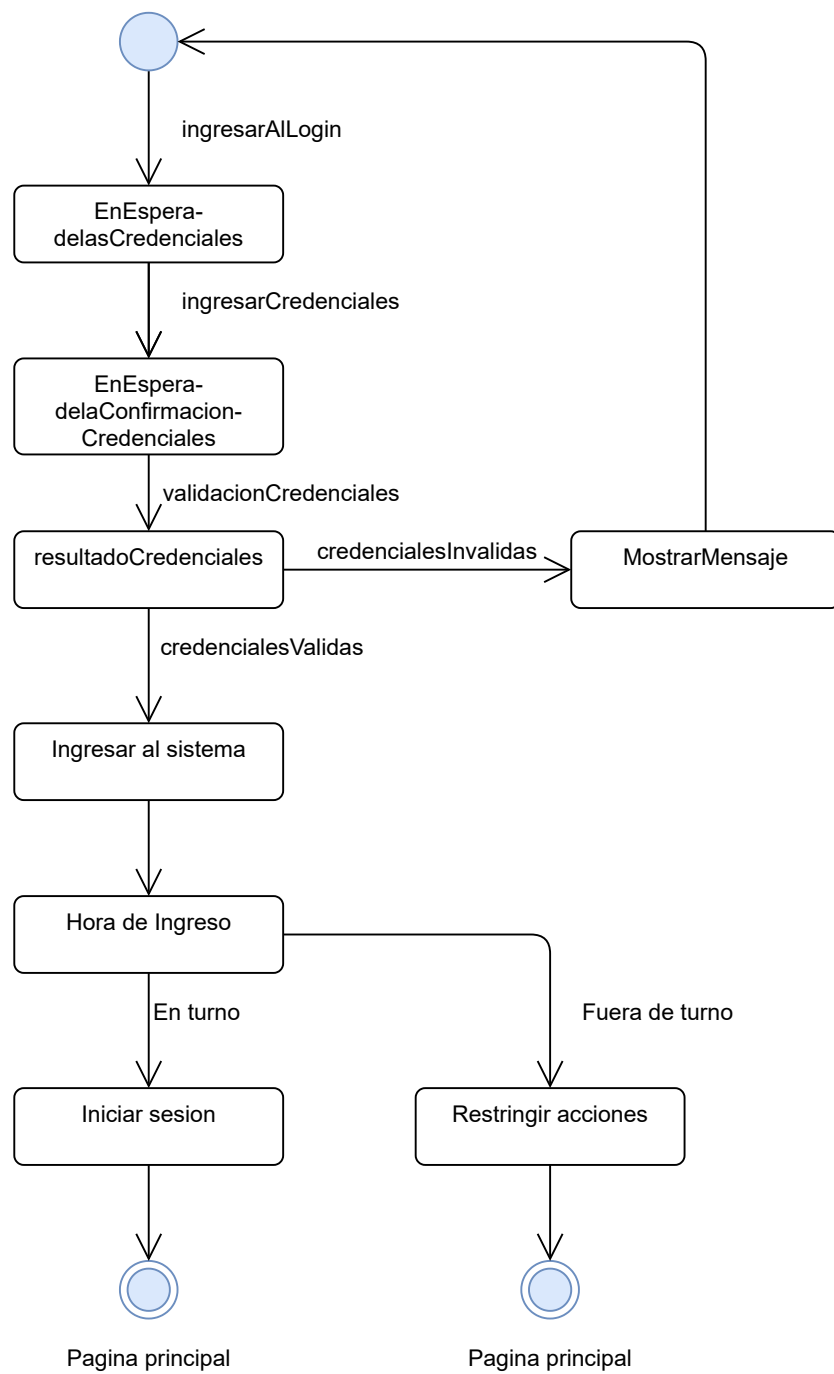 ingresarAlLogin
EnEspera-
delasCredenciales
ingresarCredenciales
EnEspera-
delaConfirmacion-
Credenciales
validacionCredenciales
resultadoCredenciales
credencialesInvalidas
MostrarMensaje
credencialesValidas
Ingresar al sistema
Hora de Ingreso
En turno
Fuera de turno
Iniciar sesion
Restringir acciones
Pagina principal
Pagina principal